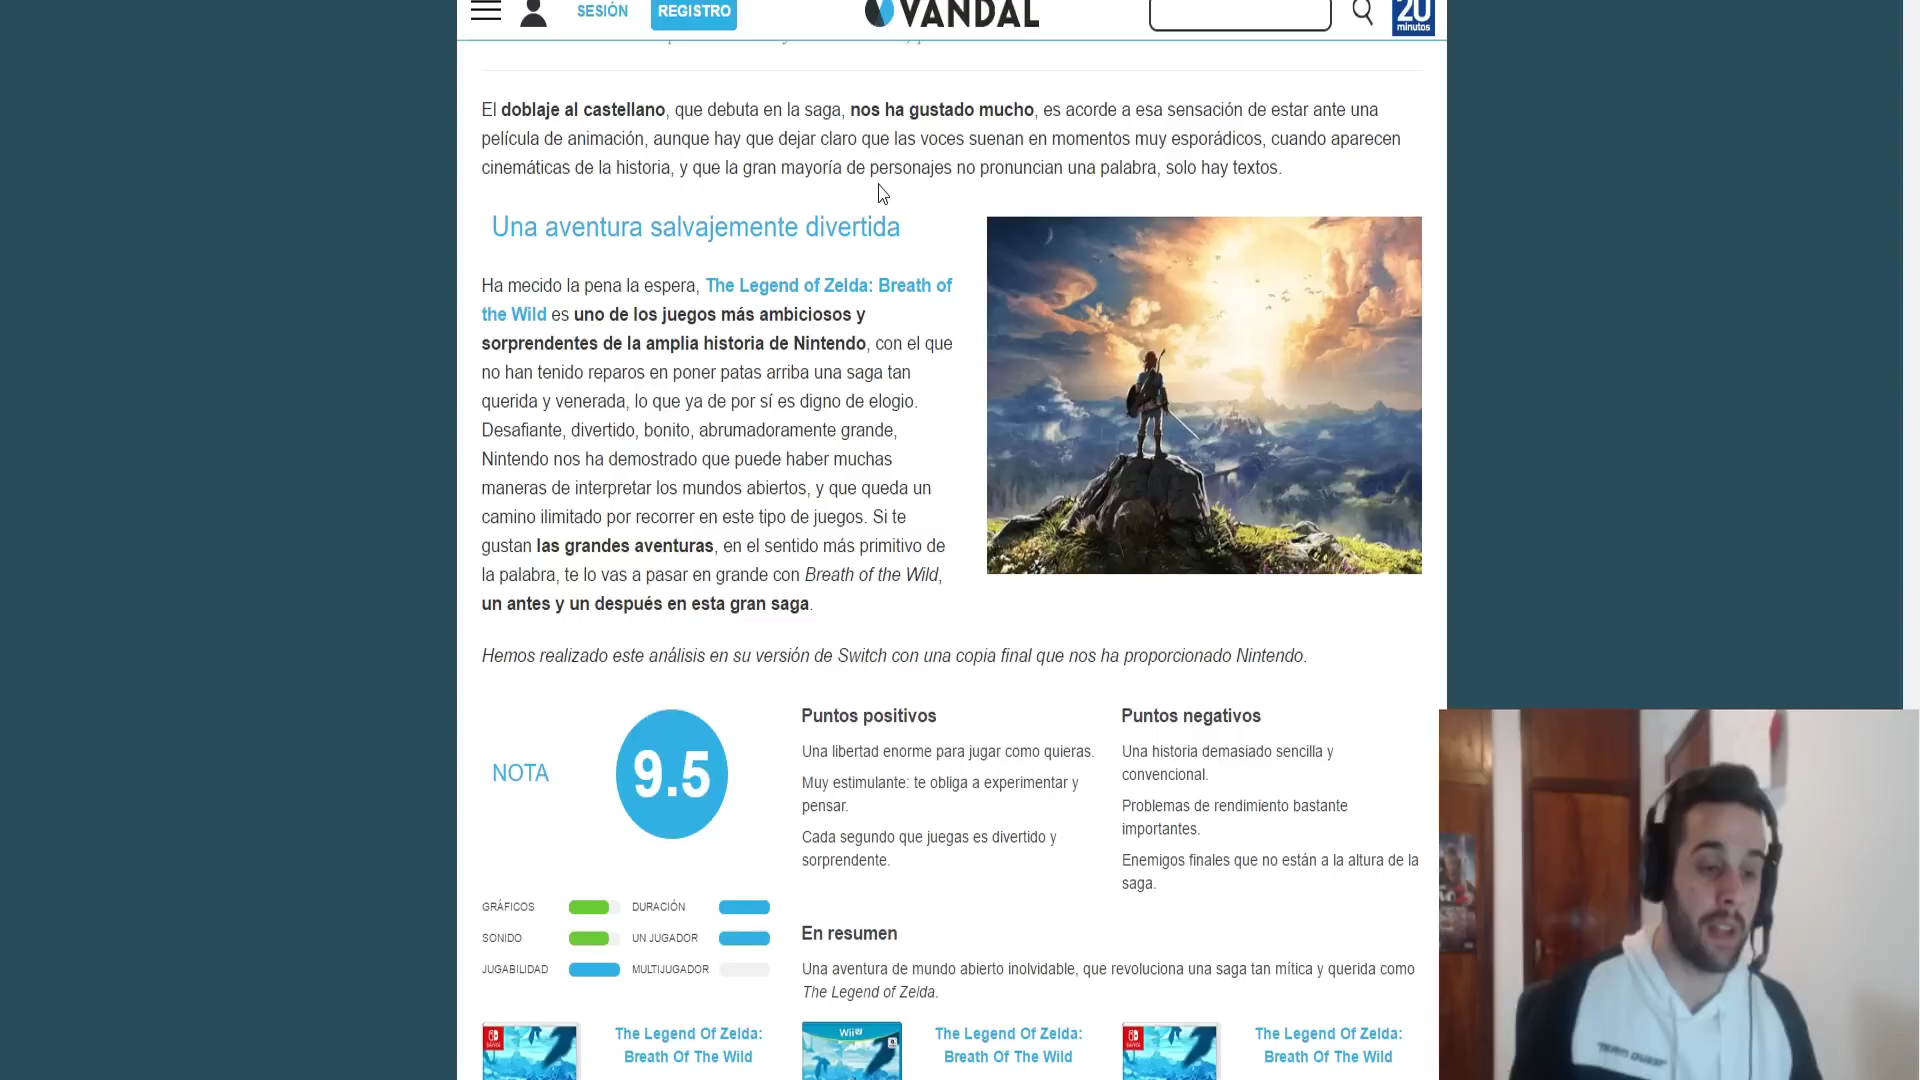 SESIÓN
REGISTRO
VANDAL
20
minutos
El doblaje al castellano, que debuta en la saga, nos ha gustado mucho, es acorde a esa sensación de estar ante una
película de animación, aunque hay que dejar claro que las voces suenan en momentos muy esporádicos, cuando aparecen
cinemáticas de la historia, y que la gran mayoría de personajes no pronuncian una palabra, solo hay textos.
Una aventura salvajemente divertida
Ha mecido la pena la espera, The Legend of Zelda: Breath of
the Wild es uno de los juegos más ambiciosos y
sorprendentes de la amplia historia de Nintendo, con el que
no han tenido reparos en poner patas arriba una saga tan
querida y venerada, lo que ya de por sí es digno de elogio.
Desafiante, divertido, bonito, abrumadoramente grande,
Nintendo nos ha demostrado que puede haber muchas
maneras de interpretar los mundos abiertos, y que queda un
camino ilimitado por recorrer en este tipo de juegos. Si te
gustan las grandes aventuras, en el sentido más primitivo de
la palabra, te lo vas a pasar en grande con Breath of the Wild,
un antes y un después en esta gran saga.
Hemos realizado este análisis en su versión de Switch con una copia final que nos ha proporcionado Nintendo.
NOTA
9.5
GRÁFICOS
DURACIÓN
SONIDO
UN JUGADOR
JUGABILIDAD
MULTIJUGADOR
Puntos positivos
Una libertad enorme para jugar como quieras.
Muy estimulante: te obliga a experimentar y
pensar.
Cada segundo que juegas es divertido y
sorprendente.
Puntos negativos
Una historia demasiado sencilla y
convencional.
Problemas de rendimiento bastante
importantes.
Enemigos finales que no están a la altura de la
saga.
En resumen
Una aventura de mundo abierto inolvidable, que revoluciona una saga tan mítica y querida como
The Legend of Zelda.
The Legend Of Zelda:
Breath Of The Wild
Wii U
The Legend Of Zelda:
Breath Of The Wild
The Legend Of Zelda:
Breath Of The Wild